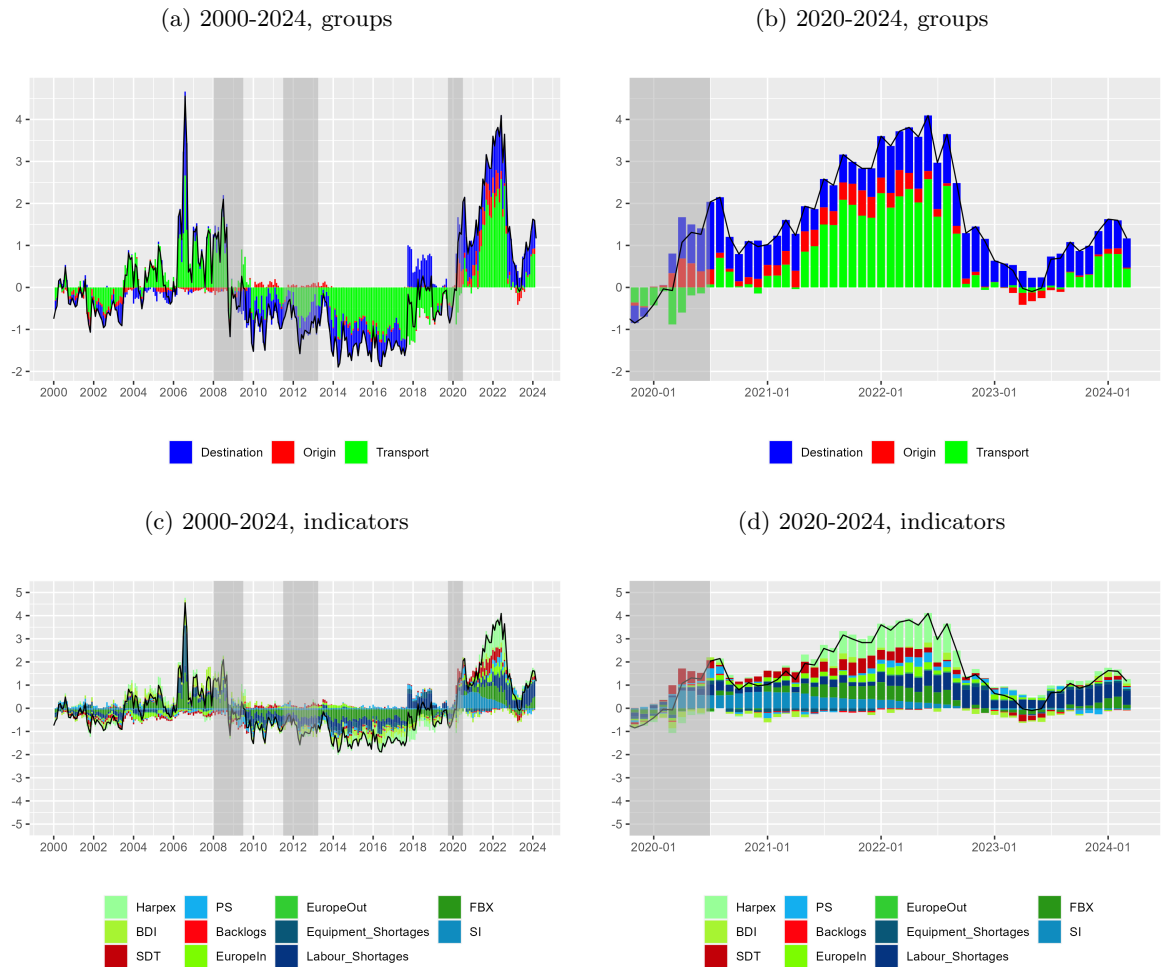 (a) 2000-2024, groups
(b) 2020-2024, groups
4
3
2
1
0
-1
-2
2000 2002 2004 2006 2008 2010 2012 2014 2016 2018 2020 2022 2024
4
3
2
1
0
-1
-2
2020-01 2021-01 2022-01 2023-01 2024-01
Destination Origin Transport
Destination Origin Transport
(c) 2000-2024, indicators
(d) 2020-2024, indicators
5
4
3
2
1
0
-1
-2
-3
-4
-5
2000 2002 2004 2006 2008 2010 2012 2014 2016 2018 2020 2022 2024
5
4
3
2
1
0
-1
-2
-3
-4
-5
2020-01 2021-01 2022-01 2023-01 2024-01
Harpex PS EuropeOut FBX
BDI Backlogs Equipment_Shortages SI
SDT EuropeIn Labour_Shortages
Harpex PS EuropeOut FBX
BDI Backlogs Equipment_Shortages SI
SDT EuropeIn Labour_Shortages